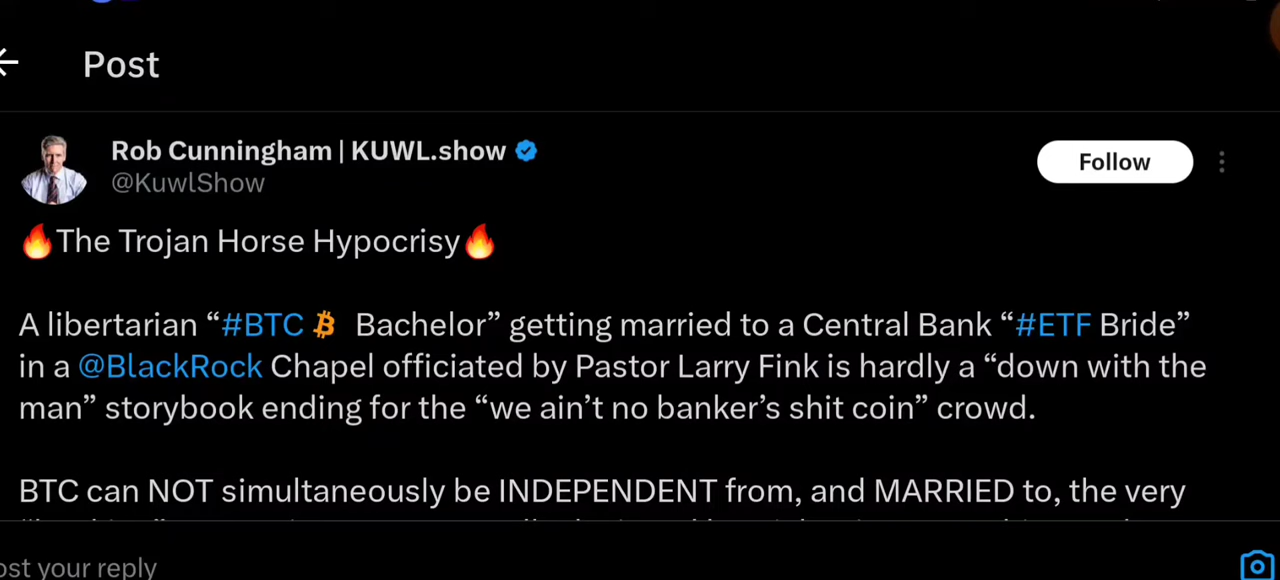 Post
Rob Cunningham | KUWL.show
@KuwlShow
Follow
🔥The Trojan Horse Hypocrisy🔥
A libertarian “#BTC Bachelor” getting married to a Central Bank “#ETF Bride”
in a @BlackRock Chapel officiated by Pastor Larry Fink is hardly a “down with the
man” storybook ending for the “we ain’t no banker’s shit coin” crowd.
BTC can NOT simultaneously be INDEPENDENT from, and MARRIED to, the very
ost your reply